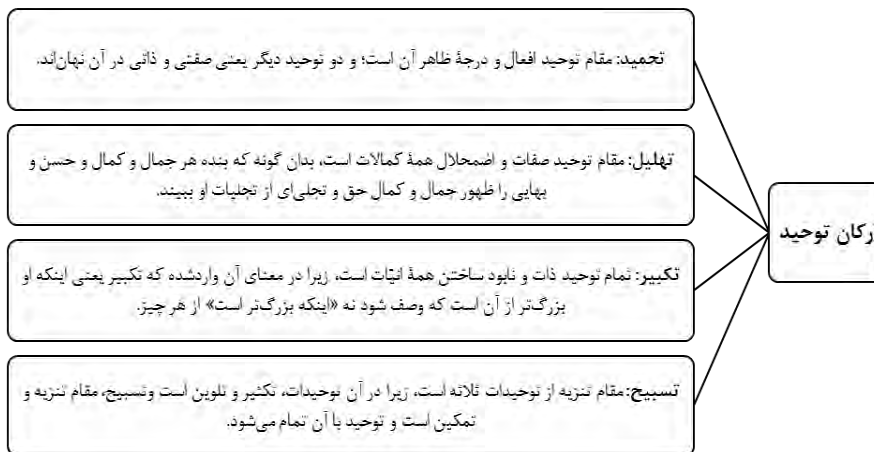 ارکان توحید
تحمید: مقام توحید افعال و درجهٔ ظاهر آن است؛ و دو توحید دیگر یعنی صفتی و ذاتی در آن نهان‌اند.
تهلیل: مقام توحید صفات و اضمحلال همهٔ کمالات است، بدان گونه که بنده هر جمال و کمال و حسن و
بهایی را ظهور جمال و کمال حق و تجلی‌ای از تجلیات او ببیند.
تکبیر: تمام توحید ذات و نابود ساختن همهٔ انیّات است، زیرا در معنای آن واردشده که تکبیر یعنی اینکه او
بزرگ‌تر از آن است که وصف شود نه «اینکه بزرگ‌تر است» از هر چیز.
تسبیح: مقام تنزیه از توحیدات ثلاثه است، زیرا در آن توحیدات، تکثیر و تلوین است وتسبیح، مقام تنزیه و
تمکین است و توحید با آن تمام می‌شود.